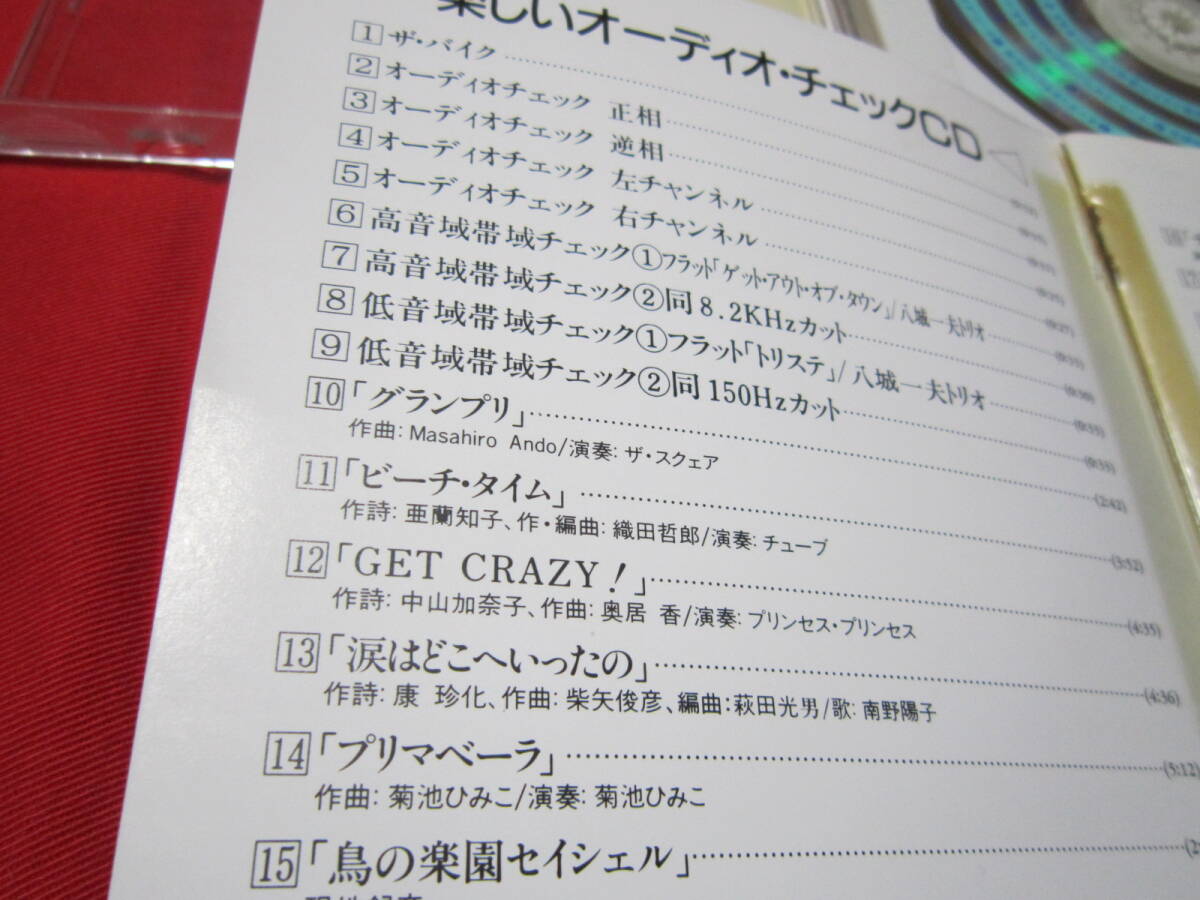 楽しいオーディオ・チェックCD
1 ザ・バイク
2 オーディオチェック 正相
3 オーディオチェック 逆相
4 オーディオチェック 左チャンネル
5 オーディオチェック 右チャンネル
6 高音域帯域チェック①フラット「ゲット・アウト・オブ・タウン」/八城一夫トリオ
7 高音域帯域チェック②同8.2KHzカット
8 低音域帯域チェック①フラット「トリステ」/八城一夫トリオ
9 低音域帯域チェック②同150Hzカット
10 「グランプリ」 (2:42)
作曲: Masahiro Ando/演奏: ザ・スクェア
11 「ビーチ・タイム」 (3:52)
作詩: 亜蘭知子、作・編曲: 織田哲郎/演奏: チューブ
12 「GET CRAZY!」 (4:35)
作詩: 中山加奈子、作曲: 奥居 香/演奏: プリンセス・プリンセス
13 「涙はどこへいったの」 (4:36)
作詩: 康 珍化、作曲: 柴矢俊彦、編曲: 萩田光男/歌: 南野陽子
14 「プリマベーラ」 (5:12)
作曲: 菊池ひみこ/演奏: 菊池ひみこ
15 「鳥の楽園セイシェル」